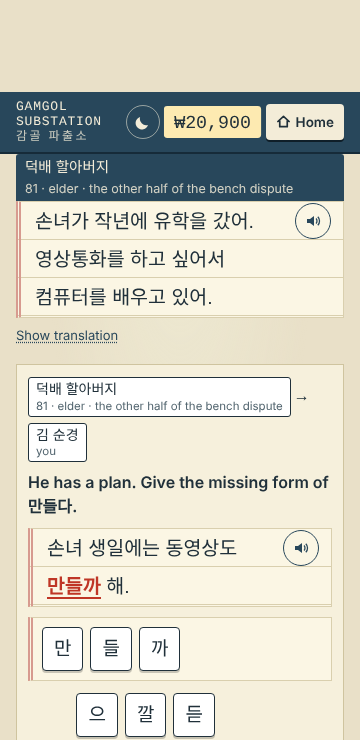 GAMGOL
SUBSTATION
감골 파출소
₩20,900
Home
덕배 할아버지
81 · elder · the other half of the bench dispute
손녀가 작년에 유학을 갔어.
영상통화를 하고 싶어서
컴퓨터를 배우고 있어.
Show translation
덕배 할아버지
81 · elder · the other half of the bench dispute
→
김 순경
you
He has a plan. Give the missing form of
만들다.
손녀 생일에는 동영상도
만들까 해.
만 들 까
으 깔 듣